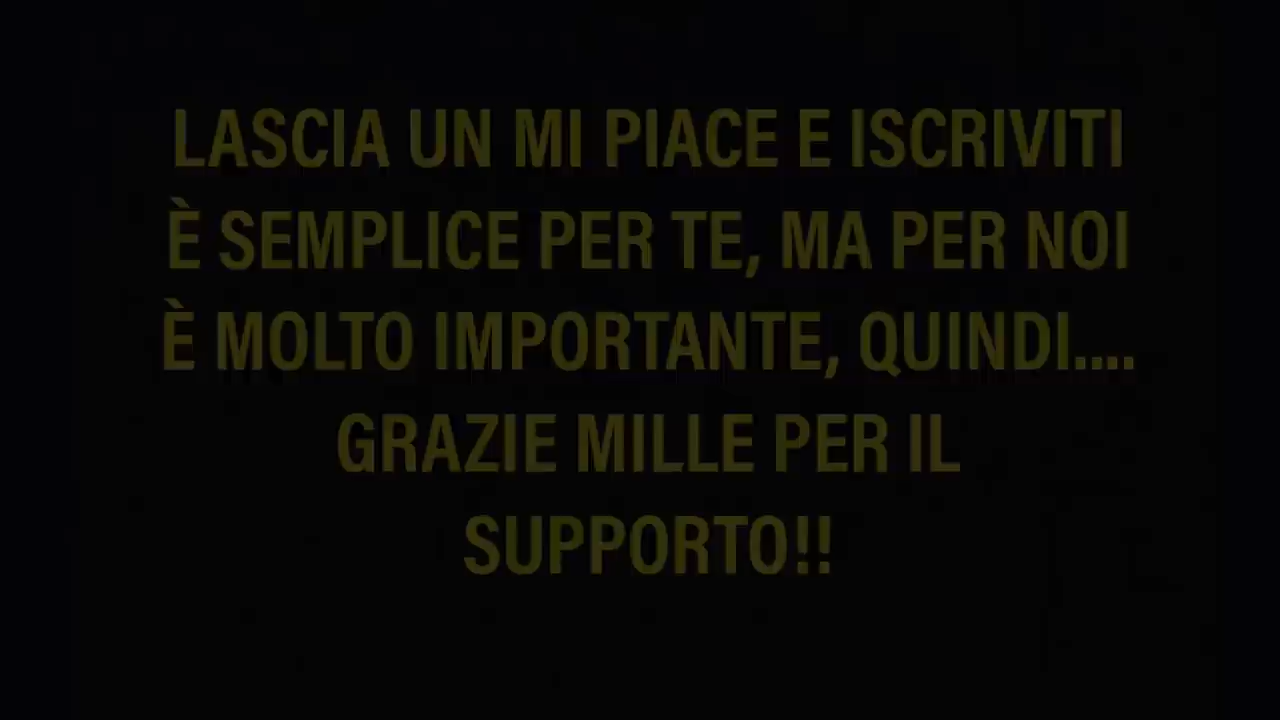 LASCIA UN MI PIACE E ISCRIVITI
È SEMPLICE PER TE, MA PER NOI
È MOLTO IMPORTANTE, QUINDI....
GRAZIE MILLE PER IL
SUPPORTO!!